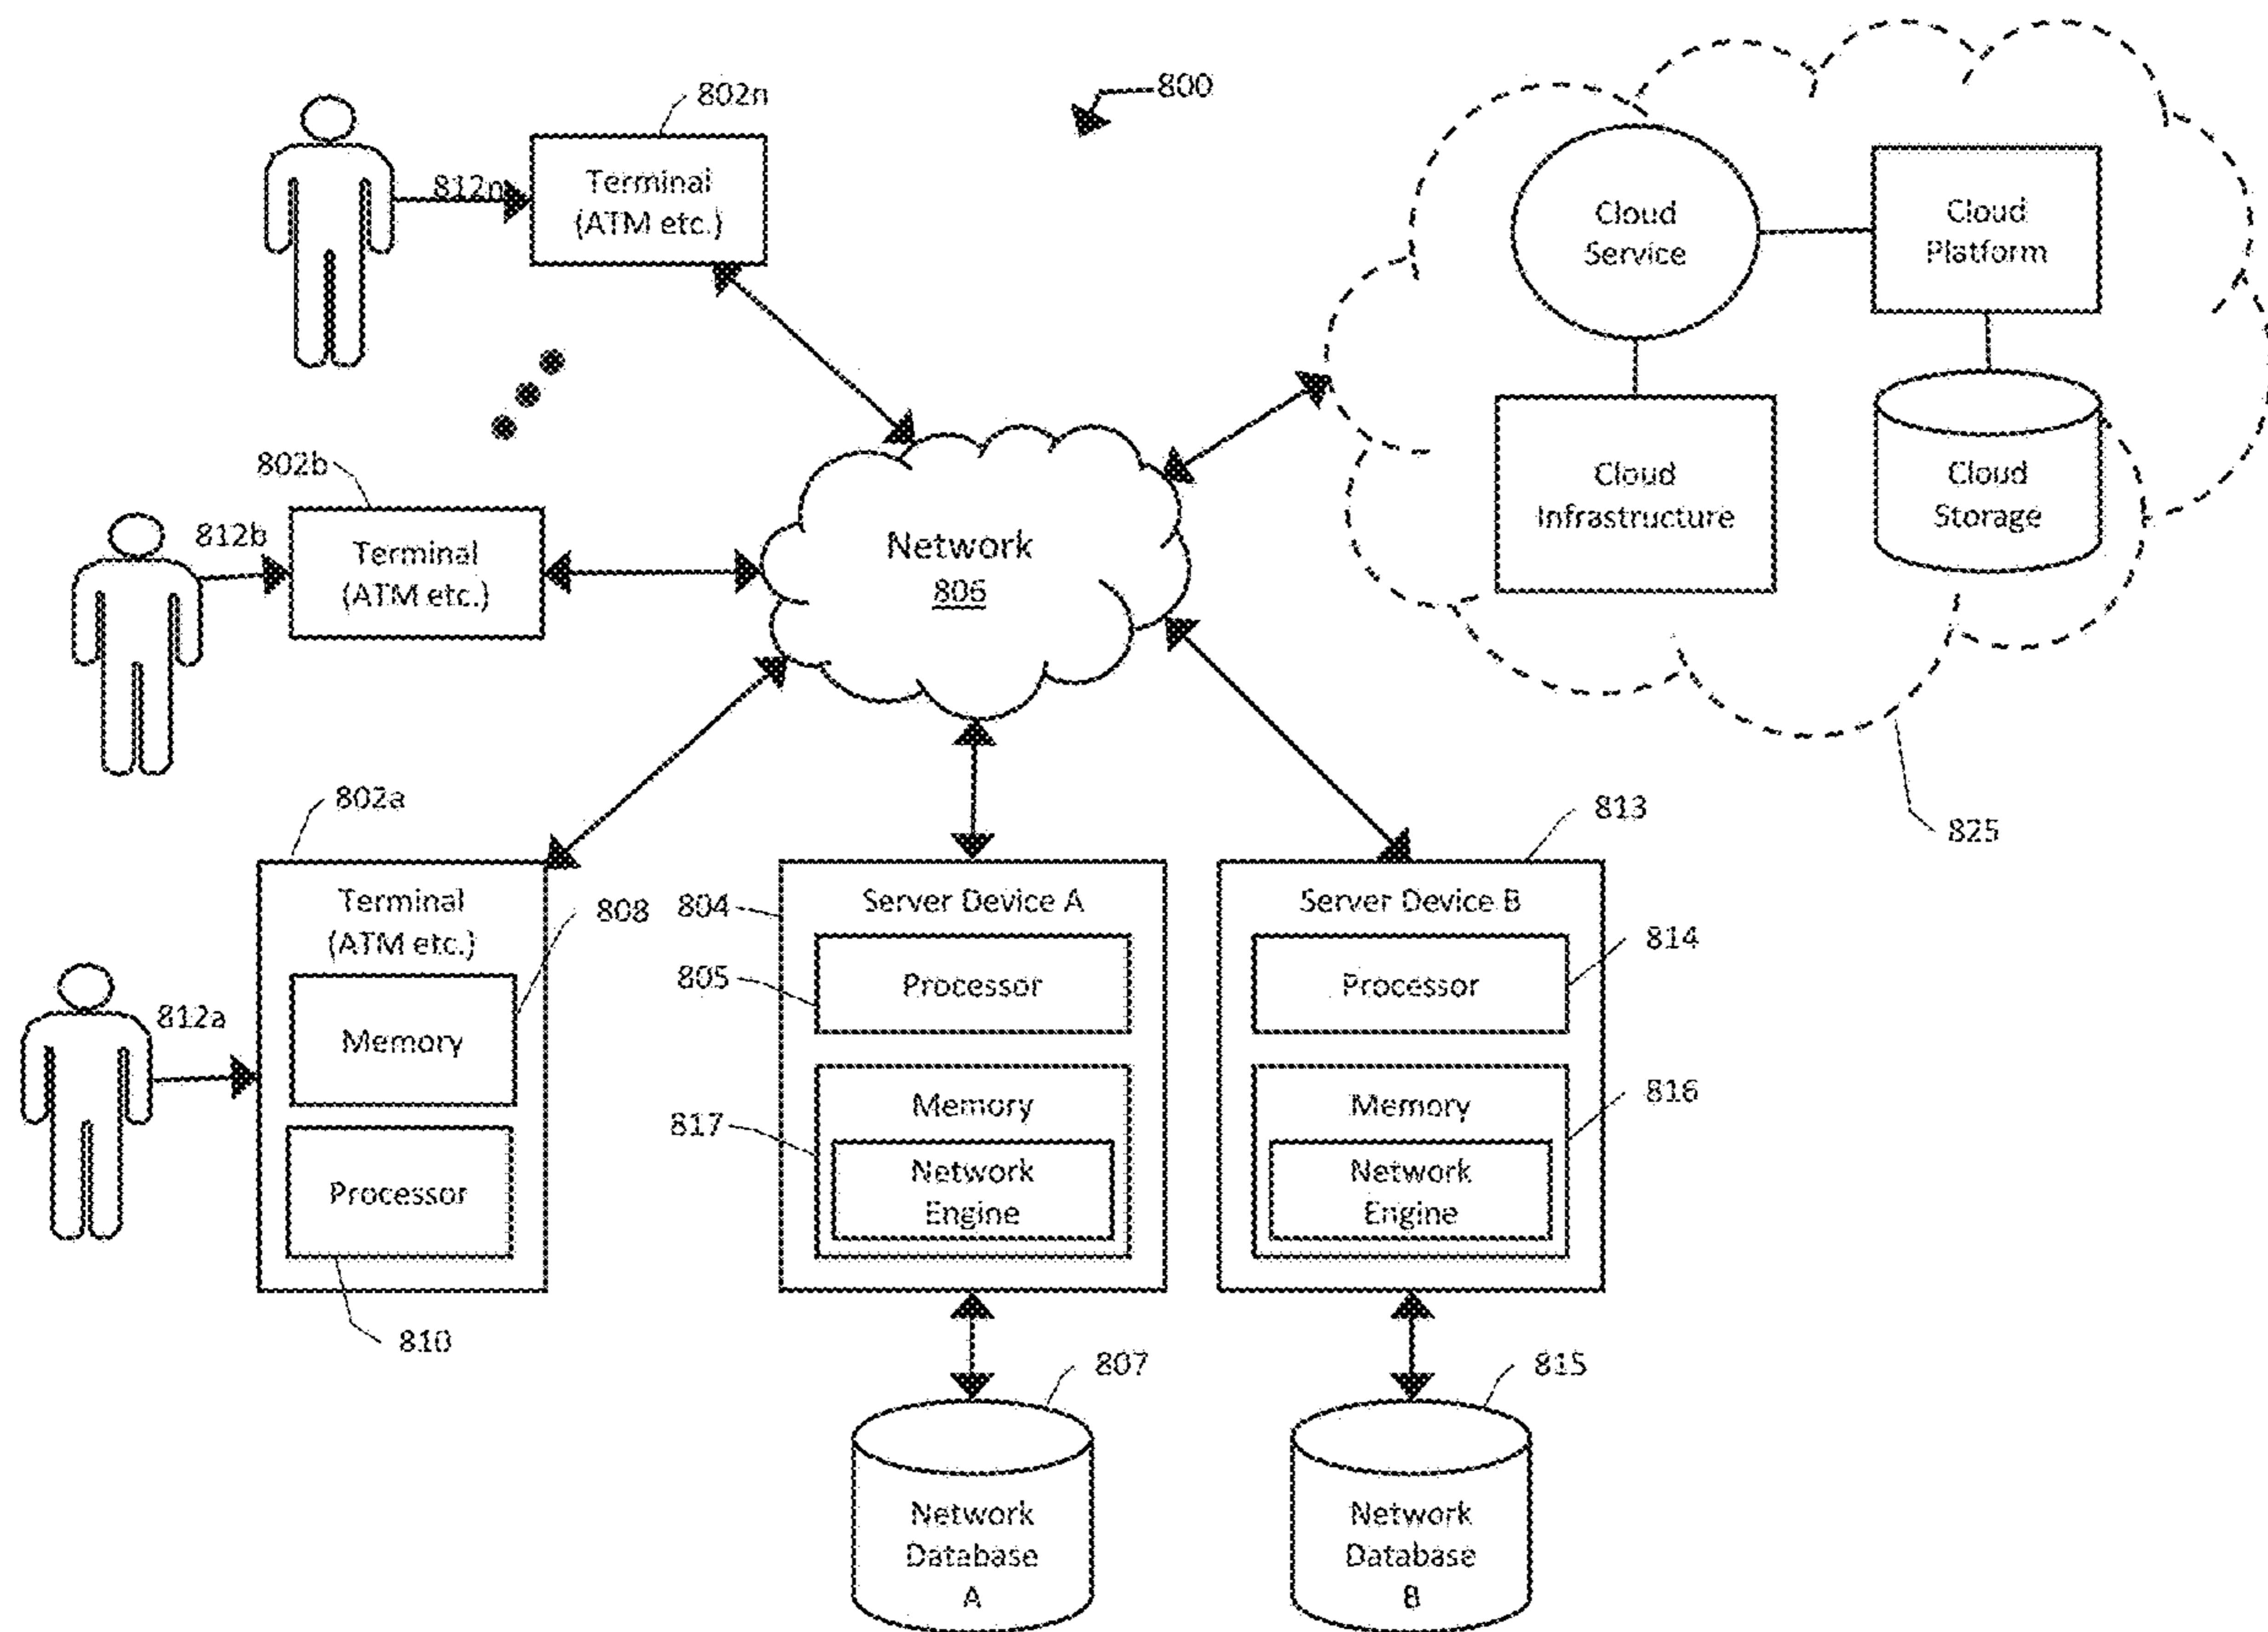 802n
800
812n
Terminal
(ATM etc.)
Cloud
Service
Cloud
Platform
802b
812b
Terminal
(ATM etc.)
Network
806
Cloud
Infrastructure
Cloud
Storage
802a
813
825
Terminal
(ATM etc.)
808
804
Server Device A
Server Device B
805
Processor
Processor
814
812a
Memory
817
Memory
Memory
816
Processor
Network
Engine
Network
Engine
810
807
815
Network
Database
A
Network
Database
B